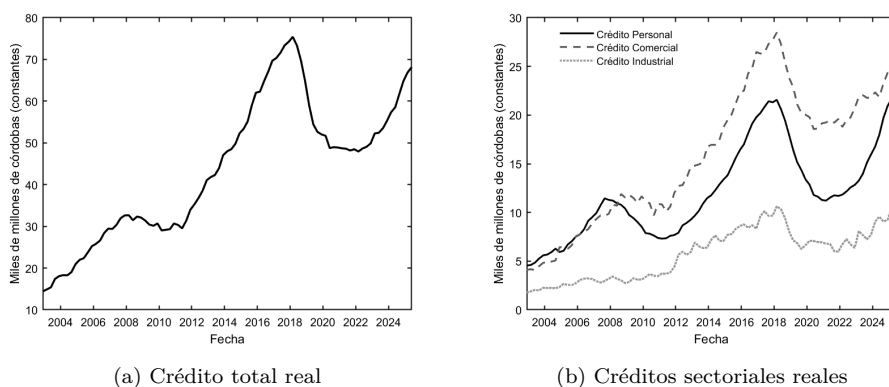 80
70
60
50
40
30
20
10
Miles de millones de córdobas (constantes)
2004 2006 2008 2010 2012 2014 2016 2018 2020 2022 2024
Fecha
(a) Crédito total real
30
25
20
15
10
5
0
Miles de millones de córdobas (constantes)
Crédito Personal
Crédito Comercial
Crédito Industrial
2004 2006 2008 2010 2012 2014 2016 2018 2020 2022 2024
Fecha
(b) Créditos sectoriales reales